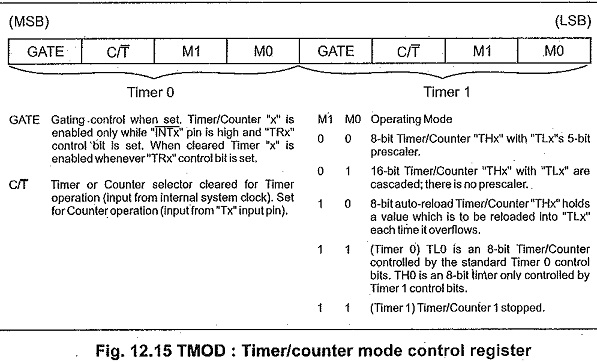 (MSB) (LSB)
GATE C/T̅ M1 M0 GATE C/T̅ M1 M0
Timer 0 Timer 1
GATE Gating control when set. Timer/Counter "x" is
enabled only while "I̅N̅T̅x̅" pin is high and "TRx"
control bit is set. When cleared Timer "x" is
enabled whenever "TRx" control bit is set.
C/T̅ Timer or Counter selector cleared for Timer
operation (input from internal system clock). Set
for Counter operation (input from "Tx" input pin).
M1 M0 Operating Mode
0 0 8-bit Timer/Counter "THx" with "TLx"s 5-bit
prescaler.
0 1 16-bit Timer/Counter "THx" with "TLx" are
cascaded; there is no prescaler.
1 0 8-bit auto-reload Timer/Counter "THx" holds
a value which is to be reloaded into "TLx"
each time it overflows.
1 1 (Timer 0) TL0 is an 8-bit Timer/Counter
controlled by the standard Timer 0 control
bits. TH0 is an 8-bit timer only controlled by
Timer 1 control bits.
1 1 (Timer 1) Timer/Counter 1 stopped.
Fig. 12.15 TMOD : Timer/counter mode control register